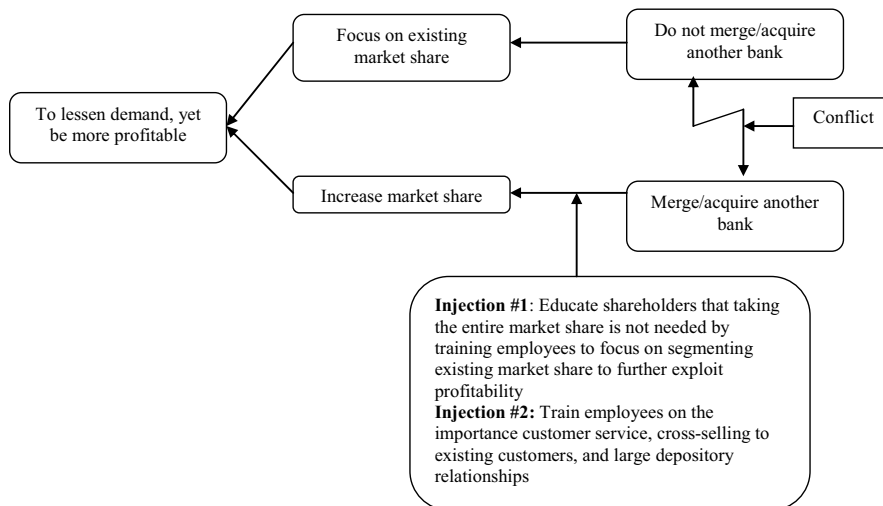 Focus on existing
market share
Do not merge/acquire
another bank
To lessen demand, yet
be more profitable
Conflict
Increase market share
Merge/acquire another
bank
Injection #1: Educate shareholders that taking
the entire market share is not needed by
training employees to focus on segmenting
existing market share to further exploit
profitability
Injection #2: Train employees on the
importance customer service, cross-selling to
existing customers, and large depository
relationships